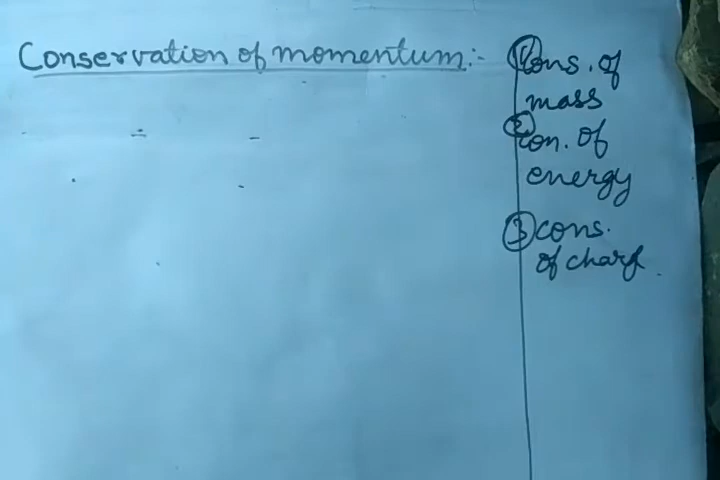 Conservation of momentum:-
① Cons. of
mass
② Con. of
energy
③ cons.
of charg